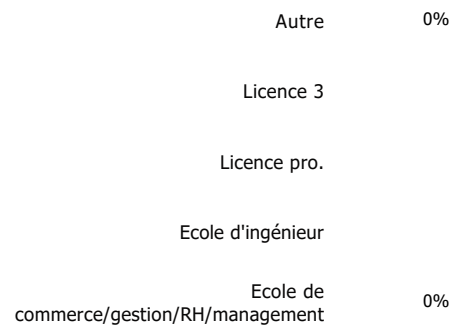 Autre 0%
Licence 3
Licence pro.
Ecole d'ingénieur
Ecole de
commerce/gestion/RH/management 0%